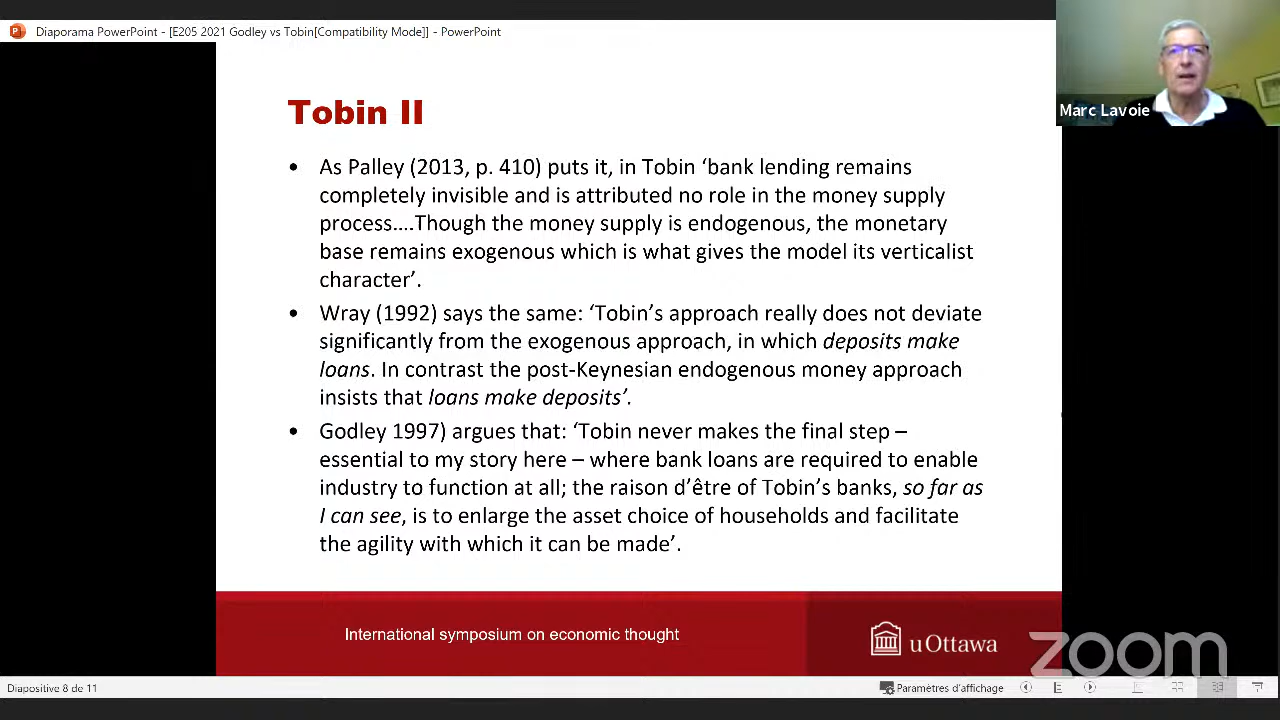 Diaporama PowerPoint - [E205 2021 Godley vs Tobin[Compatibility Mode]] - PowerPoint
Marc Lavoie
Tobin II
• As Palley (2013, p. 410) puts it, in Tobin ‘bank lending remains
completely invisible and is attributed no role in the money supply
process….Though the money supply is endogenous, the monetary
base remains exogenous which is what gives the model its verticalist
character’.
• Wray (1992) says the same: ‘Tobin’s approach really does not deviate
significantly from the exogenous approach, in which deposits make
loans. In contrast the post-Keynesian endogenous money approach
insists that loans make deposits’.
• Godley 1997) argues that: ‘Tobin never makes the final step –
essential to my story here – where bank loans are required to enable
industry to function at all; the raison d’être of Tobin’s banks, so far as
I can see, is to enlarge the asset choice of households and facilitate
the agility with which it can be made’.
International symposium on economic thought
uOttawa
zoom
Diapositive 8 de 11
Paramètres d'affichage